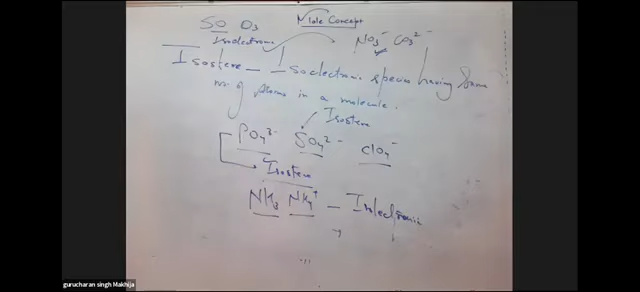 SO O3 Mole Concept
Isoelectronic NO3⁻ CO3²⁻
Isostere - Isoelectronic species having same
no of atoms in a molecule.
Isostere
PO4³⁻ SO4²⁻ ClO4⁻
Isostere
NH3 NH4⁺ - Isoelectronic
gurucharan singh Makhija